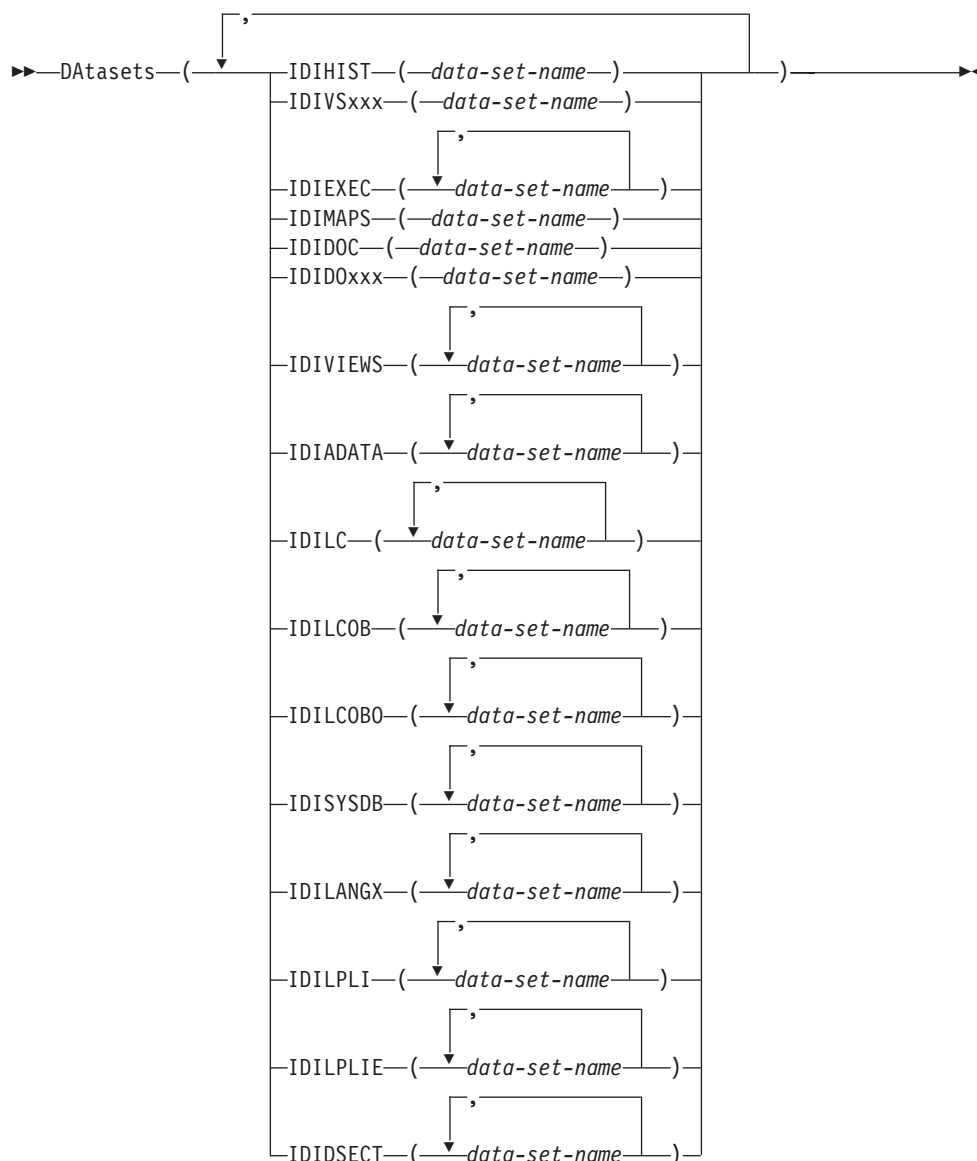 ,
DAtasets ( IDIHIST ( data-set-name ) )
IDIVSxxx ( data-set-name )
,
IDIEXEC ( data-set-name )
IDIMAPS ( data-set-name )
IDIDOC ( data-set-name )
IDIDOxxx ( data-set-name )
,
IDIVIEWS ( data-set-name )
,
IDIADATA ( data-set-name )
,
IDILC ( data-set-name )
,
IDILCOB ( data-set-name )
,
IDILCOBO ( data-set-name )
,
IDISYSDB ( data-set-name )
,
IDILANGX ( data-set-name )
,
IDILPLI ( data-set-name )
,
IDILPLIE ( data-set-name )
,
IDIDSECT ( data-set-name )